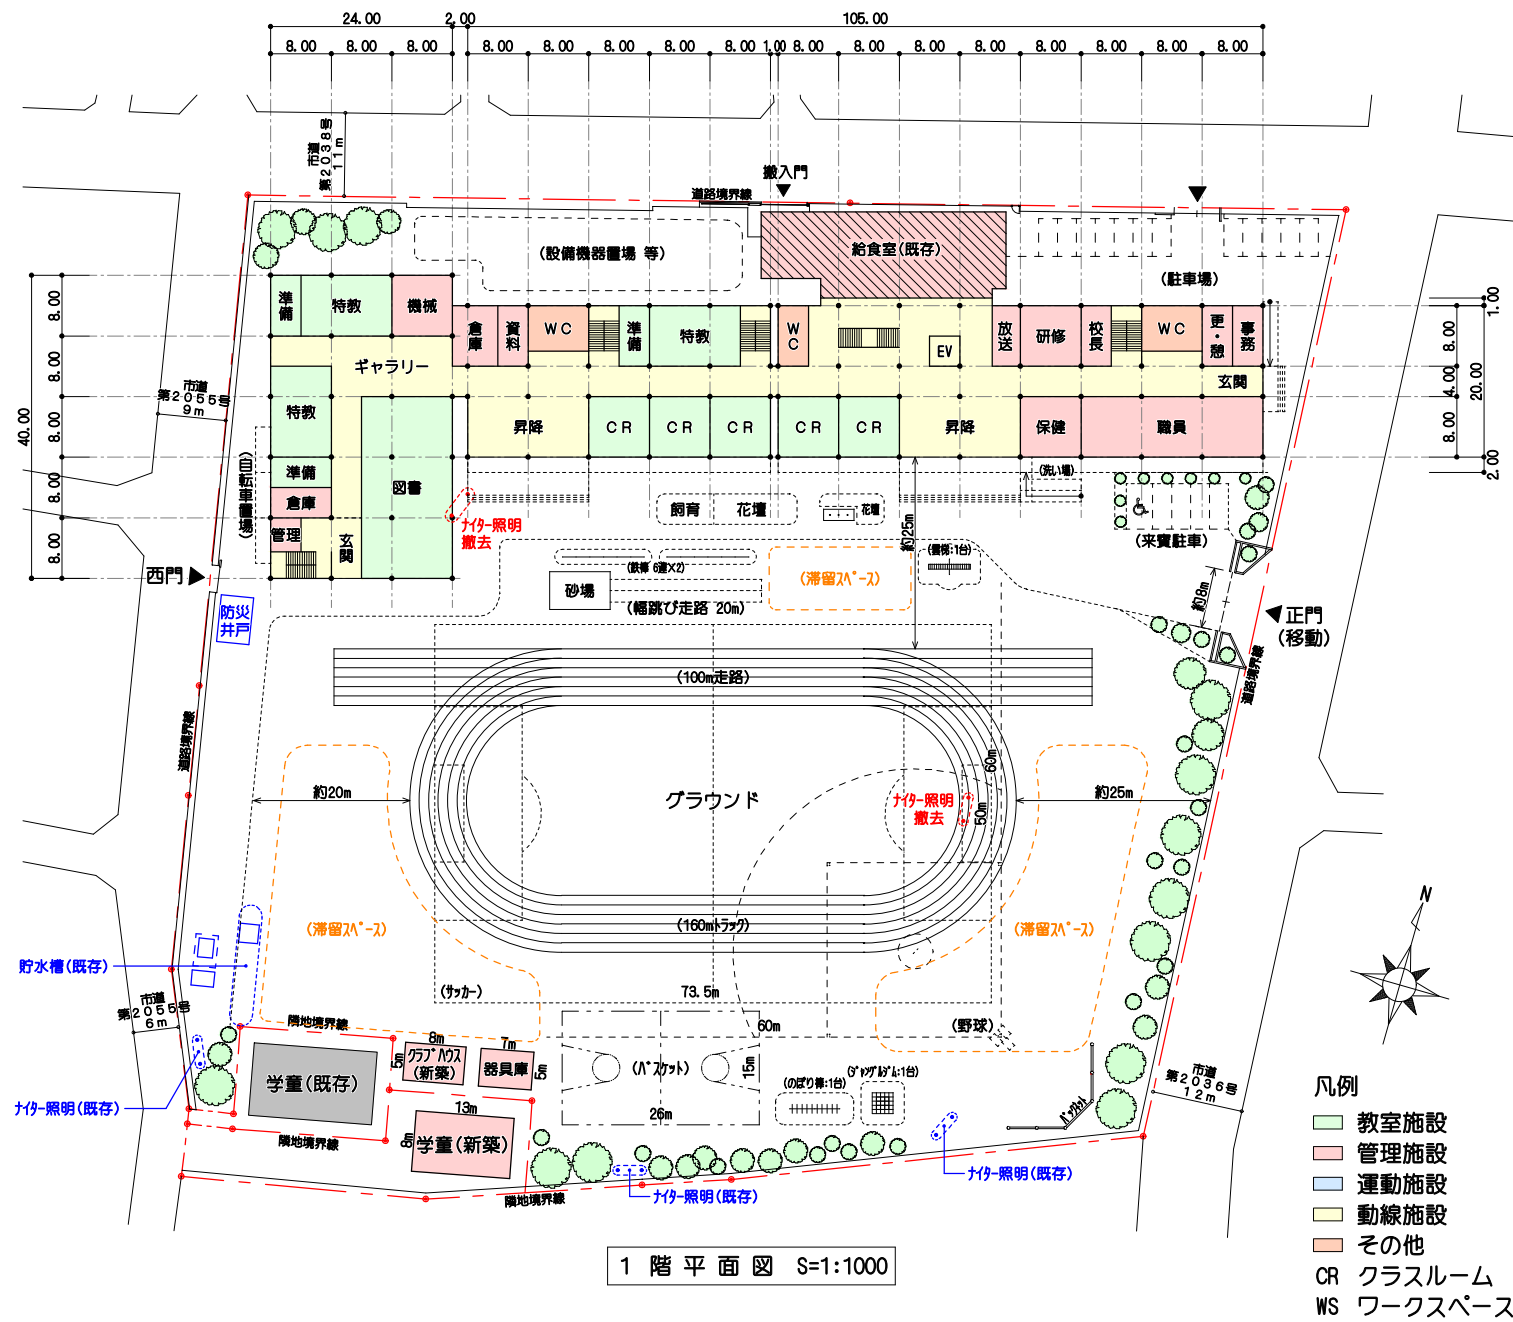 24.00 2.00 105.00
8.00 8.00 8.00 8.00 8.00 8.00 8.00 8.00 1.00 8.00 8.00 8.00 8.00 8.00 8.00 8.00 8.00
市道
第2038号
11m
搬入門
道路境界線
(設備機器置場 等)
給食室(既存)
(駐車場)
1.00
8.00
4.00
8.00
20.00
2.00
40.00
8.00
8.00
8.00
8.00
8.00
準備
特教
機械
倉庫
資料
WC
準備
特教
WC
EV
放送
研修
校長
WC
更・憩
事務
ギャラリー
玄関
市道
第2055号
9m
特教
昇降
CR
CR
CR
CR
CR
昇降
保健
職員
準備
図書
倉庫
管理
玄関
(自転車置場)
(洗い場)
ナイター照明
撤去
飼育
花壇
花壇
約25m
(来賓駐車)
西門
(鉄棒 6連×2)
(滞留スペース)
(雲梯:1台)
砂場
(幅跳び走路 20m)
約8m
正門
(移動)
防災
井戸
道路境界線
(100m走路)
道路境界線
60m
約20m
グラウンド
ナイター照明
撤去
50m
約25m
(滞留スペース)
(160mトラック)
(滞留スペース)
貯水槽(既存)
(サッカー)
73.5m
市道
第2055号
6m
隣地境界線
60m
(野球)
8m
7m
5m
クラブハウス
(新築)
器具庫
5m
(バスケット)
15m
(のぼり棒:1台)
(ジャングルジム:1台)
学童(既存)
26m
バックネット
市道
第2036号
12m
ナイター照明(既存)
13m
8m
学童(新築)
隣地境界線
ナイター照明(既存)
ナイター照明(既存)
隣地境界線
N
凡例
教室施設
管理施設
運動施設
動線施設
その他
CR クラスルーム
WS ワークスペース
1 階 平 面 図 S=1:1000